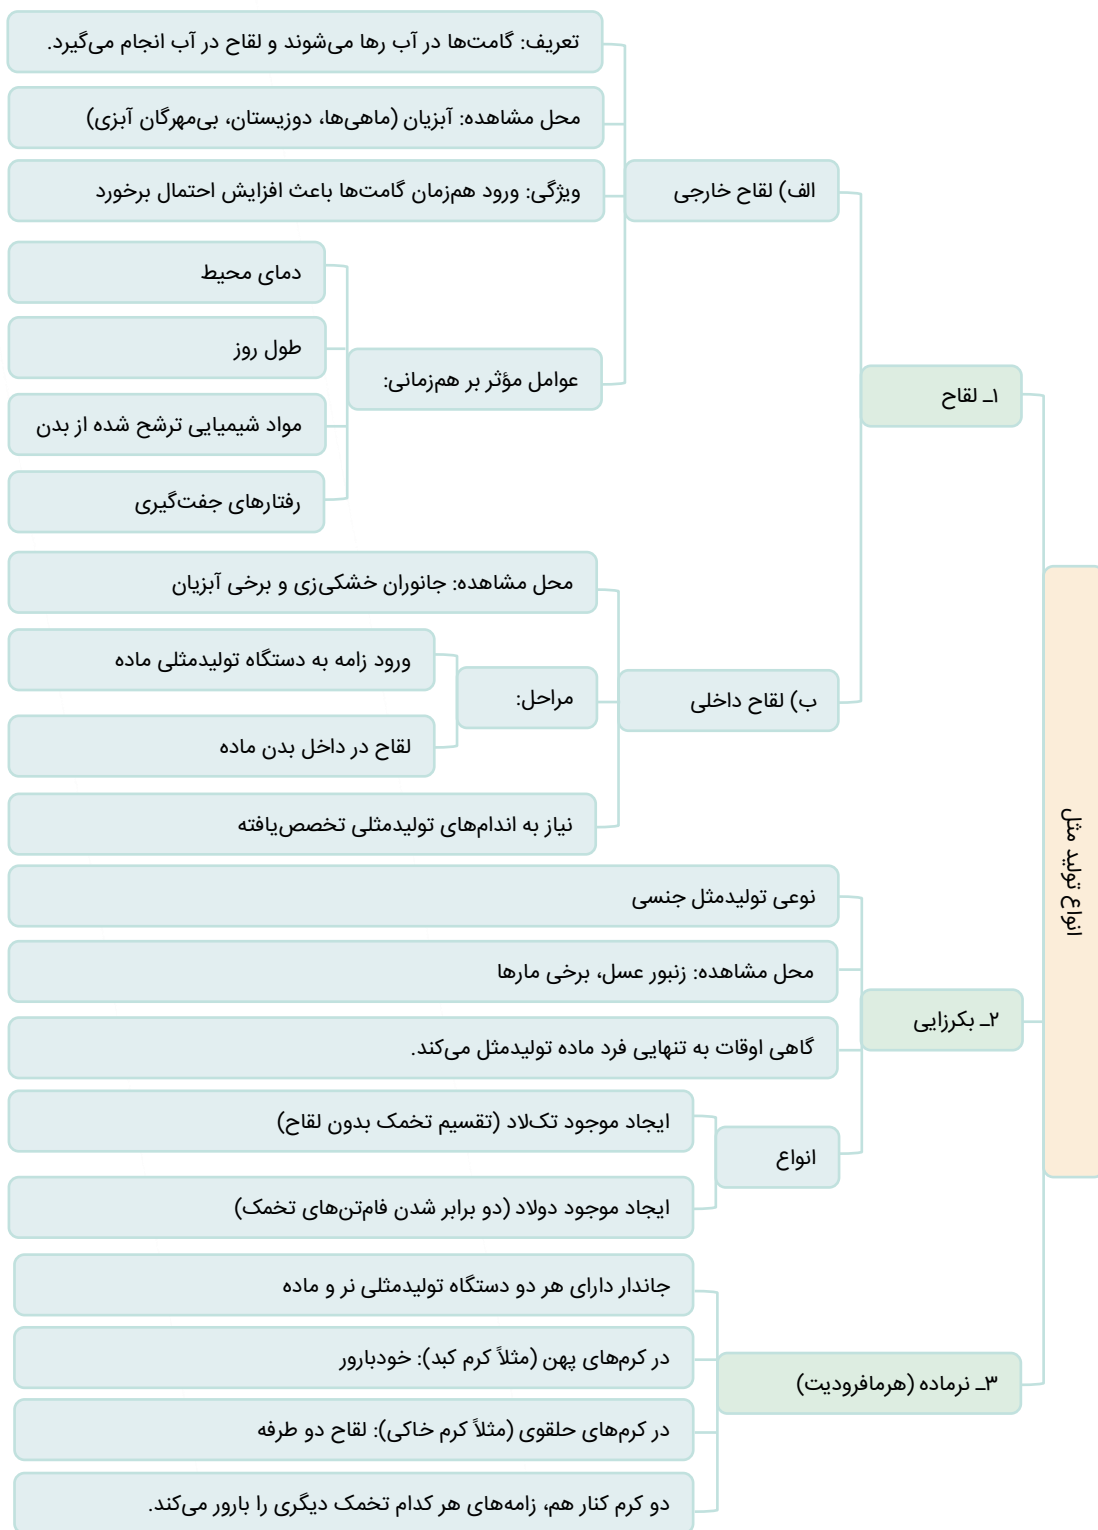 انواع تولید مثل
۱ـ لقاح
الف) لقاح خارجی
تعریف: گامت‌ها در آب رها می‌شوند و لقاح در آب انجام می‌گیرد.
محل مشاهده: آبزیان (ماهی‌ها، دوزیستان، بی‌مهرگان آبزی)
ویژگی: ورود هم‌زمان گامت‌ها باعث افزایش احتمال برخورد
عوامل مؤثر بر هم‌زمانی:
دمای محیط
طول روز
مواد شیمیایی ترشح شده از بدن
رفتارهای جفت‌گیری
ب) لقاح داخلی
محل مشاهده: جانوران خشکی‌زی و برخی آبزیان
مراحل:
ورود زامه به دستگاه تولیدمثلی ماده
لقاح در داخل بدن ماده
نیاز به اندام‌های تولیدمثلی تخصص‌یافته
۲ـ بکرزایی
نوعی تولیدمثل جنسی
محل مشاهده: زنبور عسل، برخی مارها
گاهی اوقات به تنهایی فرد ماده تولیدمثل می‌کند.
انواع
ایجاد موجود تک‌لاد (تقسیم تخمک بدون لقاح)
ایجاد موجود دولاد (دو برابر شدن فام‌تن‌های تخمک)
۳ـ نرماده (هرمافرودیت)
جاندار دارای هر دو دستگاه تولیدمثلی نر و ماده
در کرم‌های پهن (مثلاً کرم کبد): خودبارور
در کرم‌های حلقوی (مثلاً کرم خاکی): لقاح دو طرفه
دو کرم کنار هم، زامه‌های هر کدام تخمک دیگری را بارور می‌کند.